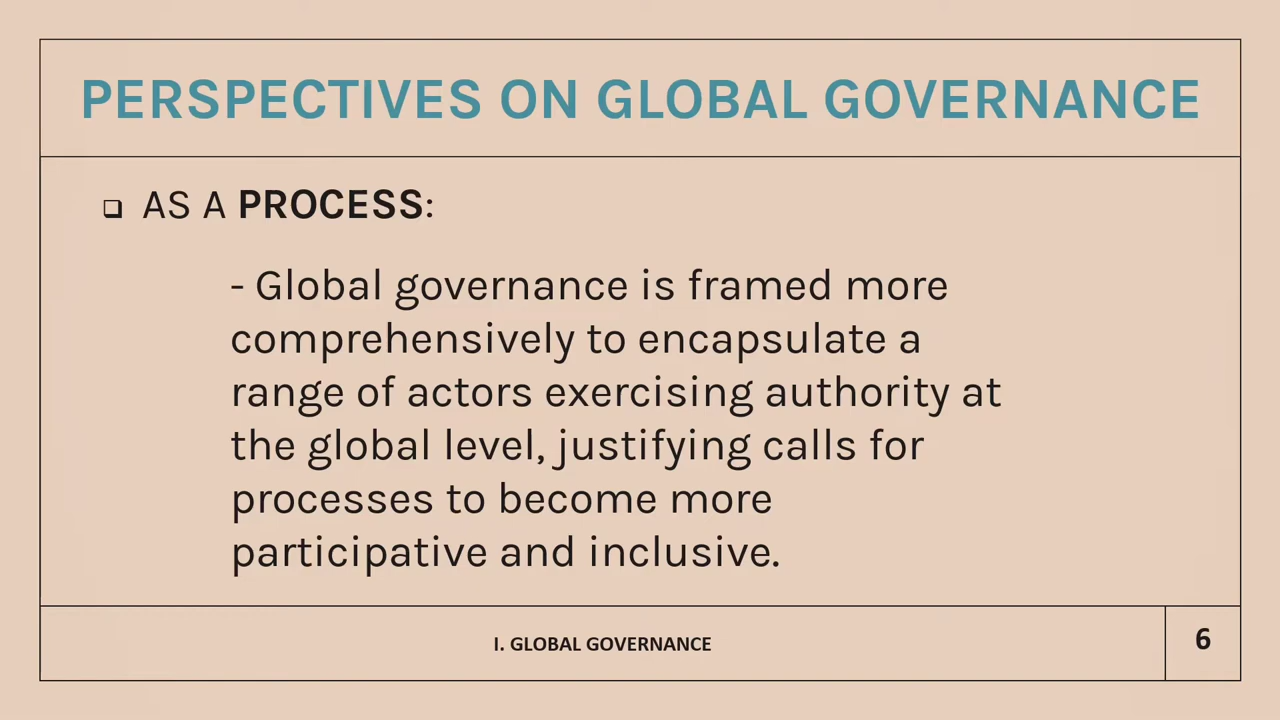 PERSPECTIVES ON GLOBAL GOVERNANCE
❑ AS A PROCESS:
- Global governance is framed more
comprehensively to encapsulate a
range of actors exercising authority at
the global level, justifying calls for
processes to become more
participative and inclusive.
I. GLOBAL GOVERNANCE
6